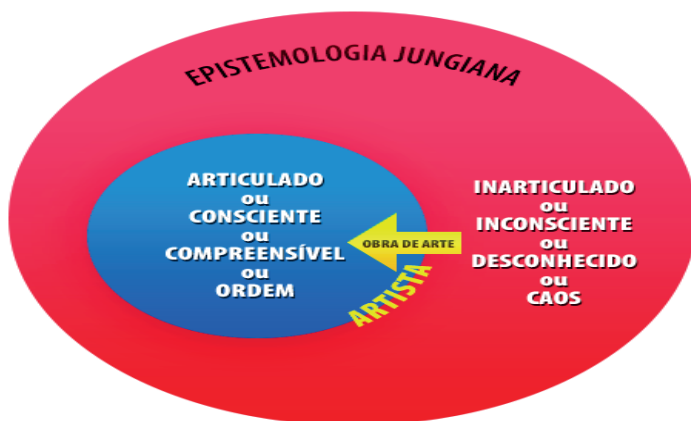 EPISTEMOLOGIA JUNGIANA
ARTICULADO
ou
CONSCIENTE
ou
COMPREENSÍVEL
ou
ORDEM
OBRA DE ARTE
ARTISTA
INARTICULADO
ou
INCONSCIENTE
ou
DESCONHECIDO
ou
CAOS